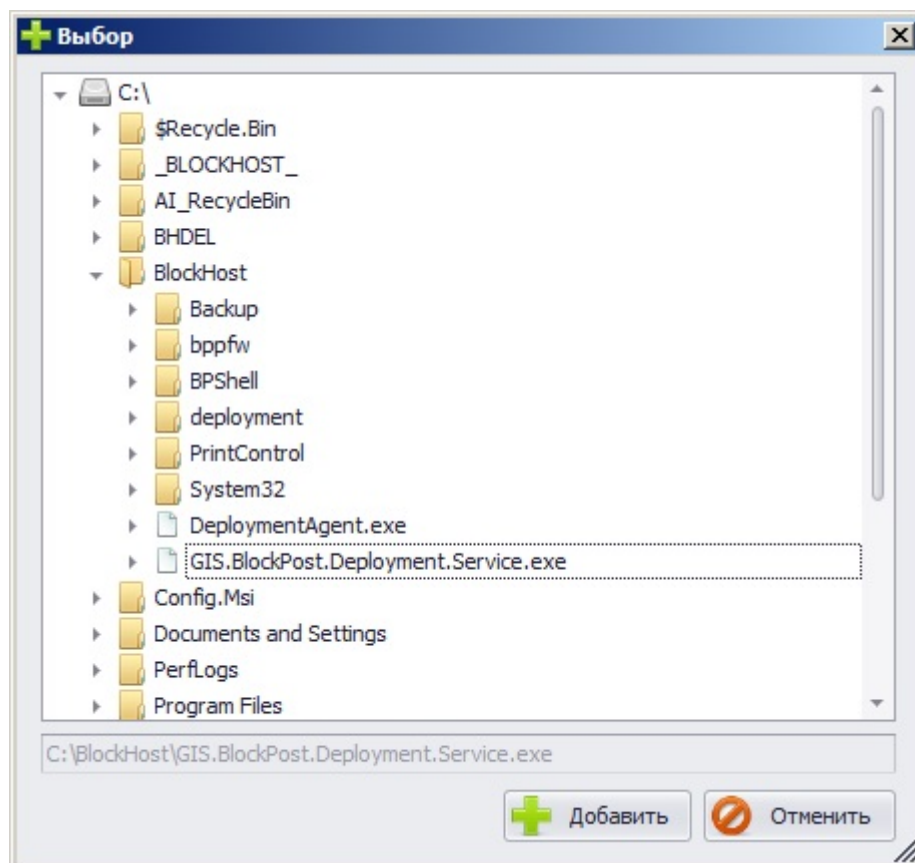 Выбор
C:\
$Recycle.Bin
_BLOCKHOST_
AI_RecycleBin
BHDEL
BlockHost
Backup
bppfw
BPShell
deployment
PrintControl
System32
DeploymentAgent.exe
GIS.BlockPost.Deployment.Service.exe
Config.Msi
Documents and Settings
PerfLogs
Program Files
C:\BlockHost\GIS.BlockPost.Deployment.Service.exe
Добавить Отменить